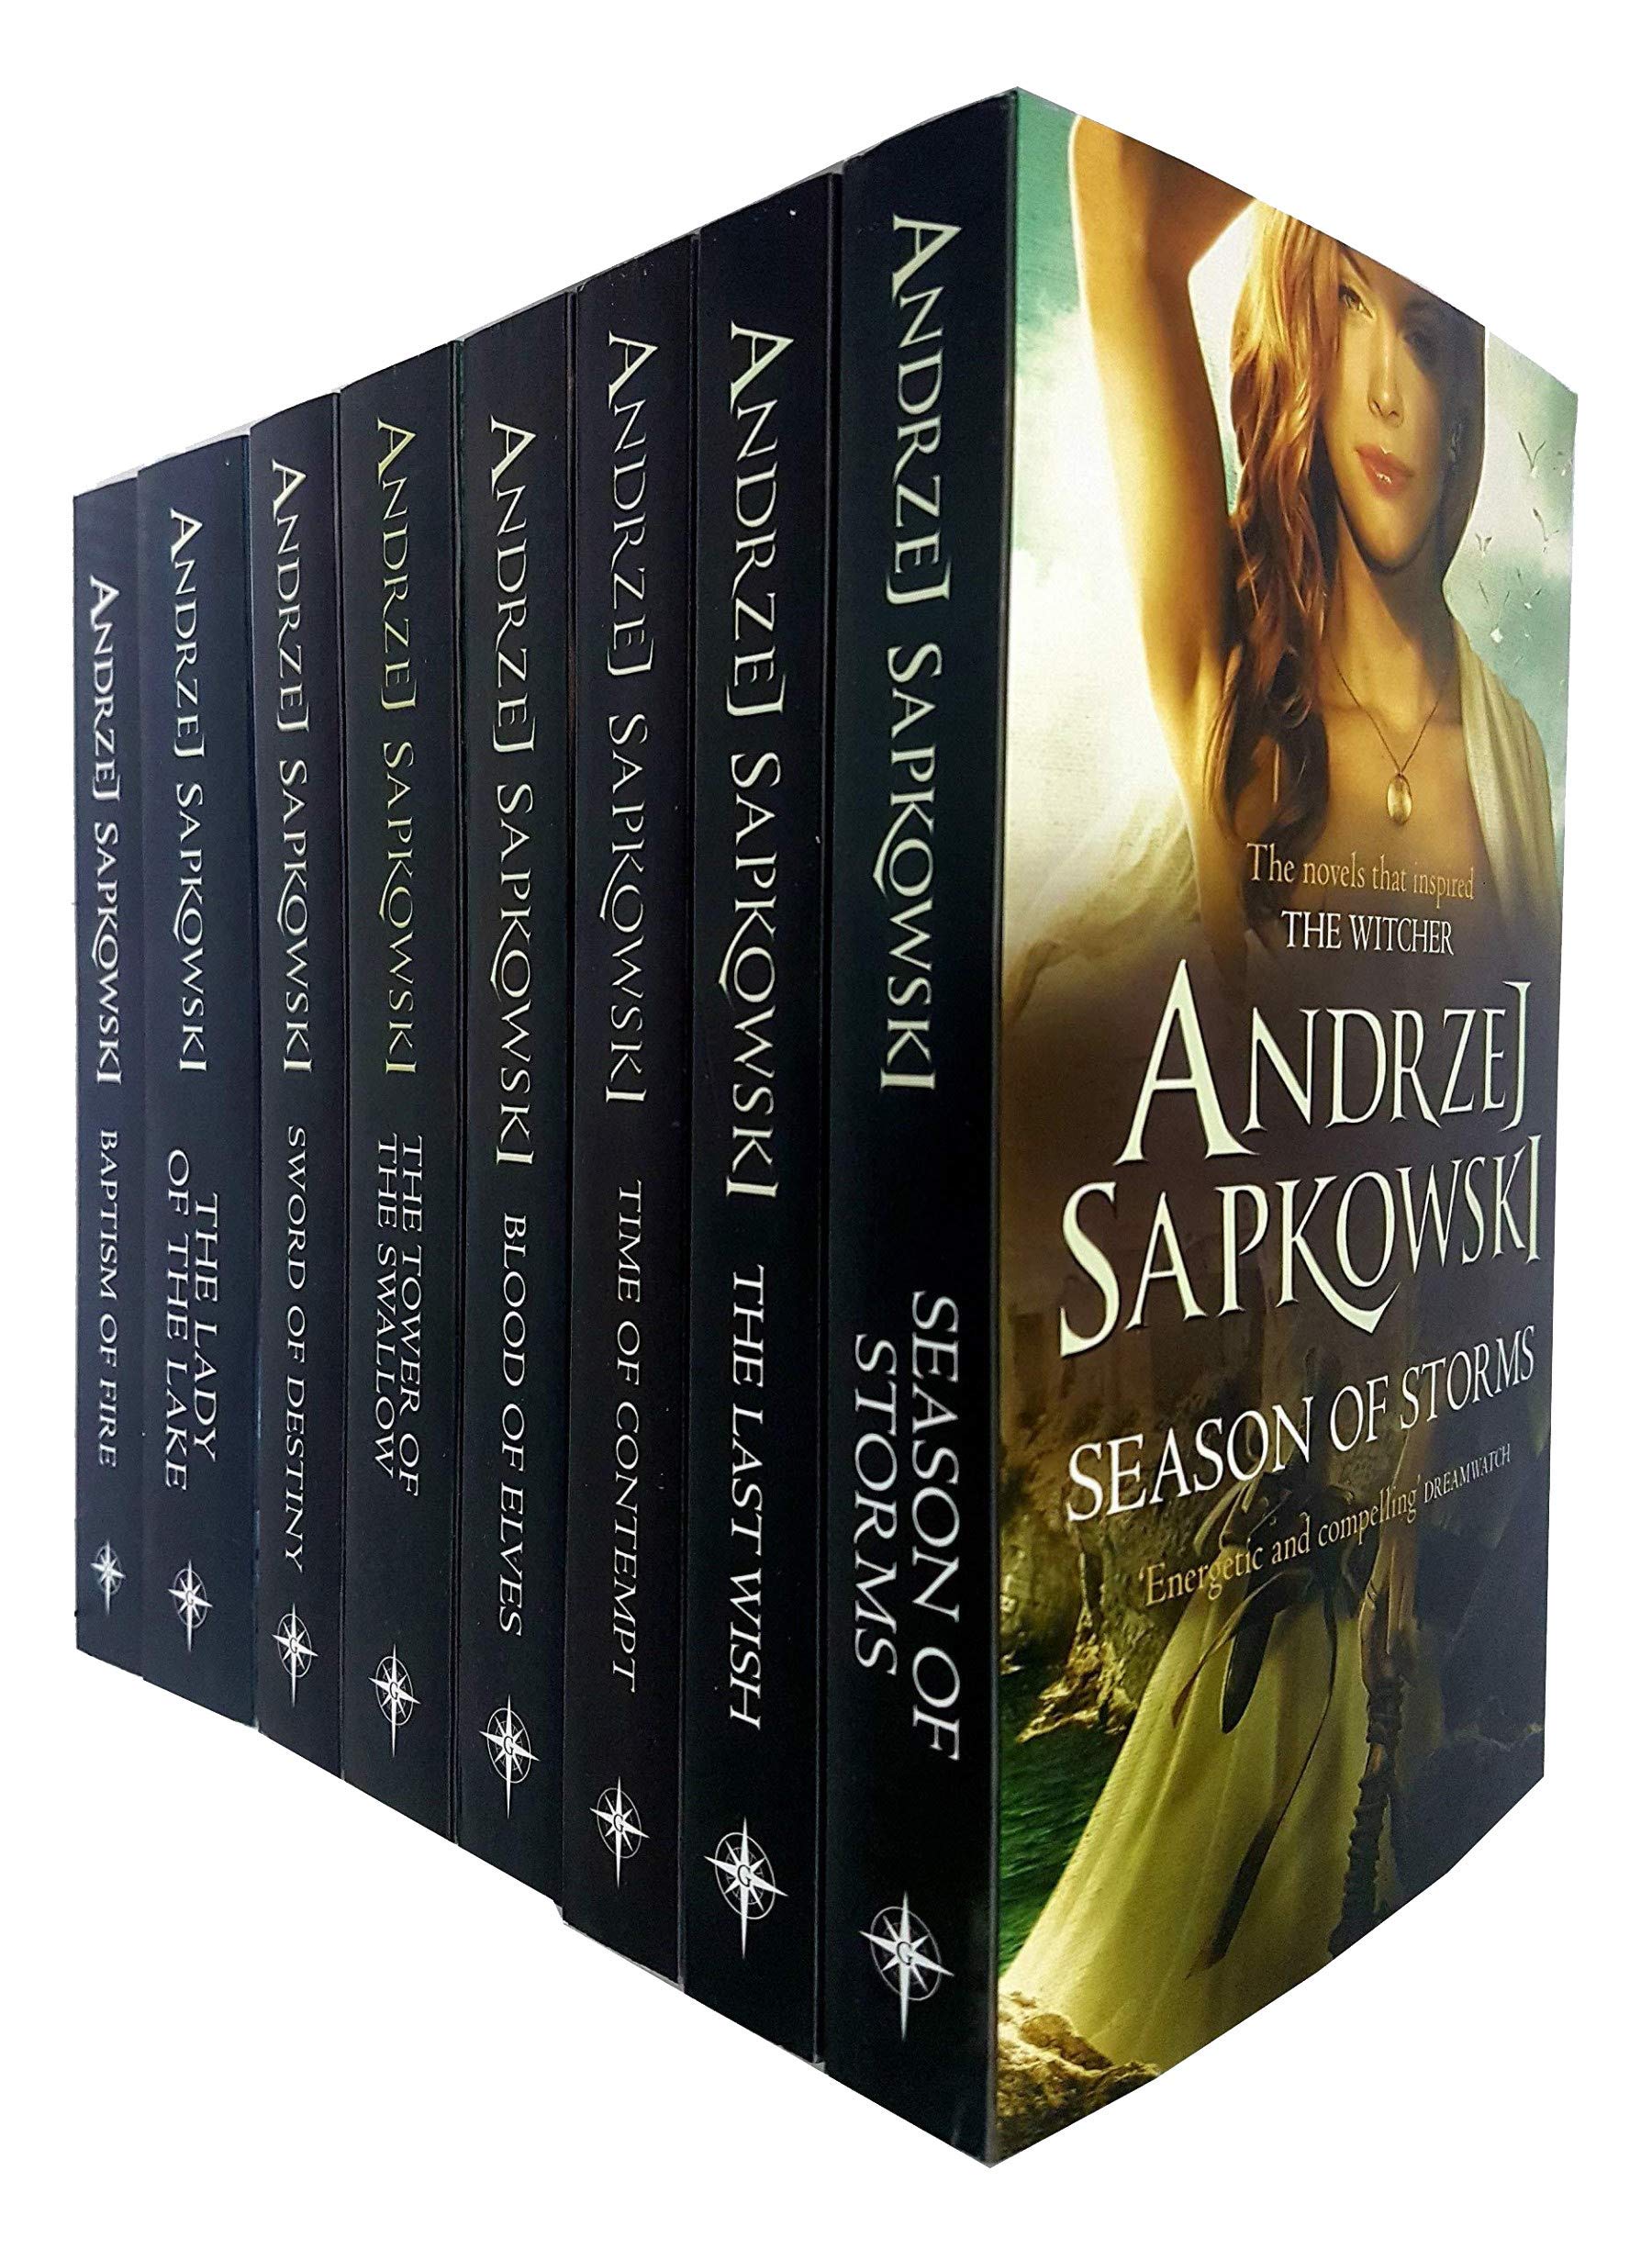 ANDRZEJ SAPKOWSKI BAPTISM OF FIRE
ANDRZEJ SAPKOWSKI THE LADY
OF THE LAKE
ANDRZEJ SAPKOWSKI SWORD OF DESTINY
G
ANDRZEJ SAPKOWSKI THE TOWER OF
THE SWALLOW
G
ANDRZEJ SAPKOWSKI BLOOD OF ELVES
G
ANDRZEJ SAPKOWSKI TIME OF CONTEMPT
G
ANDRZEJ SAPKOWSKI THE LAST WISH
G
ANDRZEJ SAPKOWSKI SEASON OF
STORMS
G
The novels that inspired
THE WITCHER
ANDRZEJ
SAPKOWSKI
SEASON OF STORMS
'Energetic and compelling' DREAMWATCH